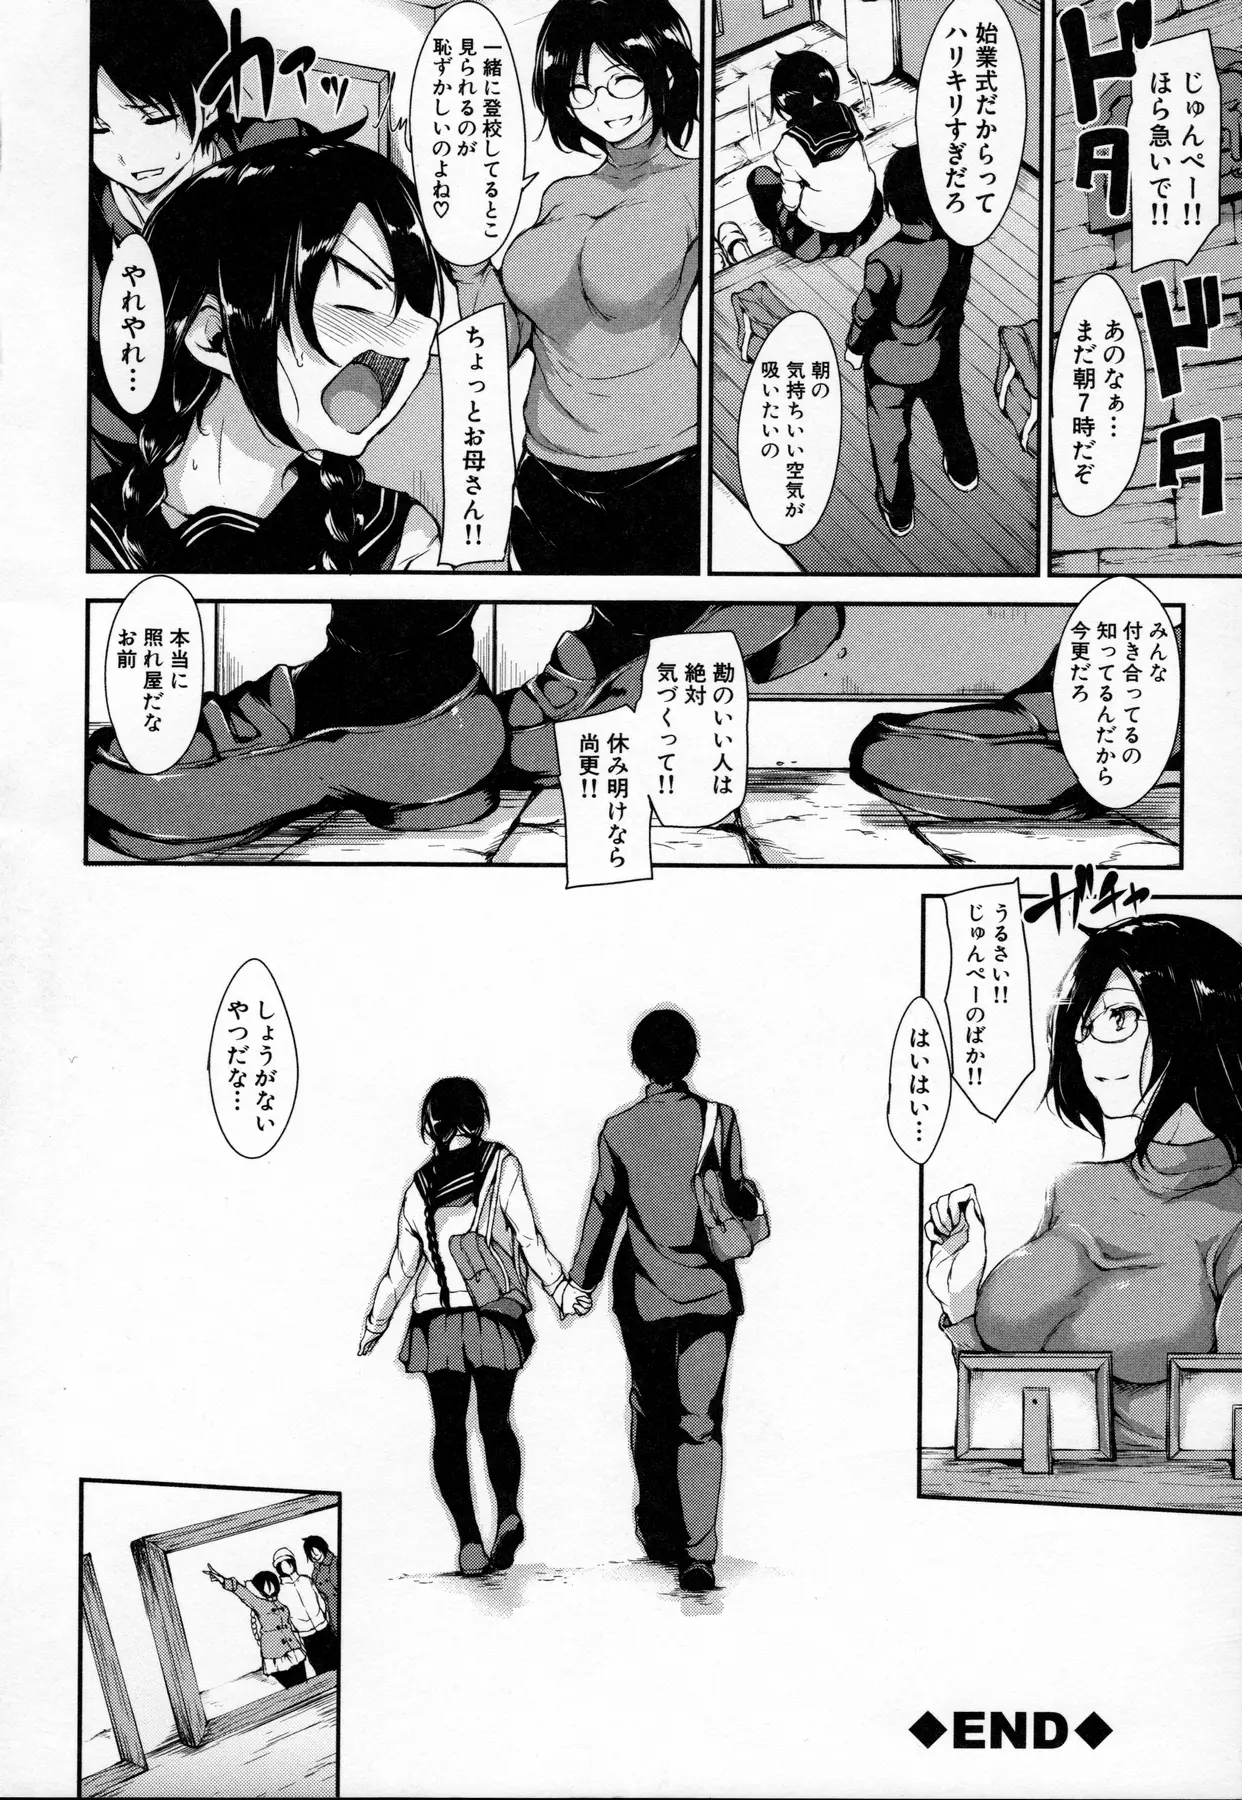 じゅんぺー!!
ほら急いで!!
ドタ
ドタ
あのなぁ…
まだ朝7時だぞ
始業式だからって
ハリキリすぎだろ
朝の
気持ちいい空気が
吸いたいの
一緒に登校してるとこ
見られるのが
恥ずかしいのよね♡
ちょっとお母さん!!
やれやれ…
みんな
付き合ってるの
知ってるんだから
今更だろ
勘のいい人は
絶対
気づくって!!
休み明けなら
尚更!!
本当に
照れ屋だな
お前
ガチャ
うるさい!!
じゅんぺーのばか!!
はいはい…
しょうがない
やつだな…
◆END◆